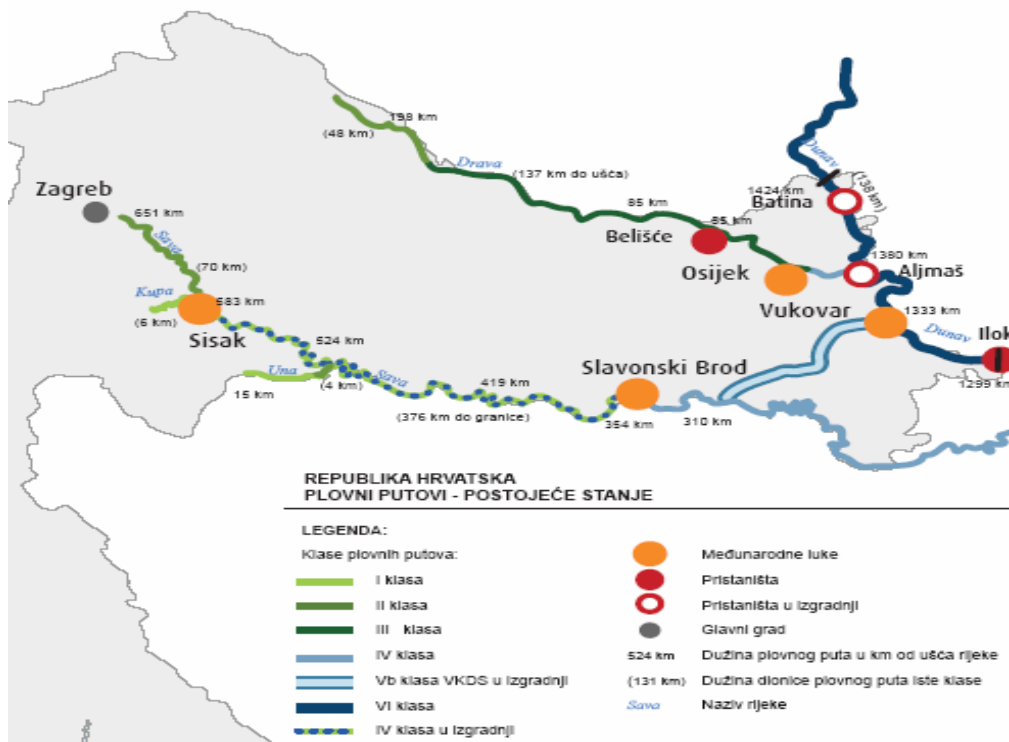 198 km
(48 km)
Drava
(137 km do ušća)
Dunav
1424 km
(138 km)
Batina
Zagreb
651 km
Sava
(70 km)
85 km
Belišće
55 km
Osijek
1380 km
Aljmaš
Kupa
(5 km)
583 km
Sisak
Vukovar
1333 km
Dunav
Ilok
1299 km
524 km
Una
(4 km)
Sava
15 km
419 km
(376 km do granice)
Slavonski Brod
354 km
310 km
REPUBLIKA HRVATSKA
PLOVNI PUTOVI - POSTOJEĆE STANJE
LEGENDA:
Klase plovnih putova:
I klasa
II klasa
III klasa
IV klasa
Vb klasa VKDS u izgradnji
VI klasa
IV klasa u izgradnji
Međunarodne luke
Pristaništa
Pristaništa u izgradnji
Glavni grad
524 km Dužina plovnog puta u km od ušća rijeke
(131 km) Dužina dionice plovnog puta iste klase
Sava Naziv rijeke